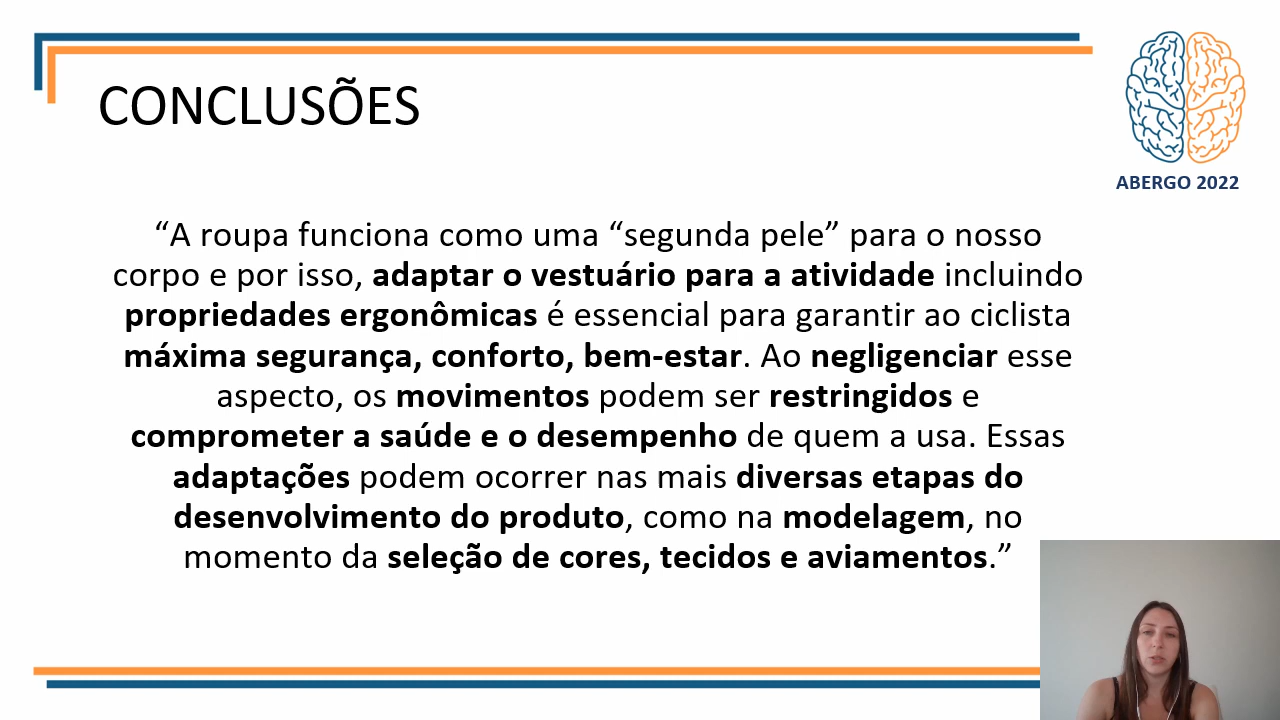 CONCLUSÕES
ABERGO 2022
“A roupa funciona como uma “segunda pele” para o nosso
corpo e por isso, adaptar o vestuário para a atividade incluindo
propriedades ergonômicas é essencial para garantir ao ciclista
máxima segurança, conforto, bem-estar. Ao negligenciar esse
aspecto, os movimentos podem ser restringidos e
comprometer a saúde e o desempenho de quem a usa. Essas
adaptações podem ocorrer nas mais diversas etapas do
desenvolvimento do produto, como na modelagem, no
momento da seleção de cores, tecidos e aviamentos.”